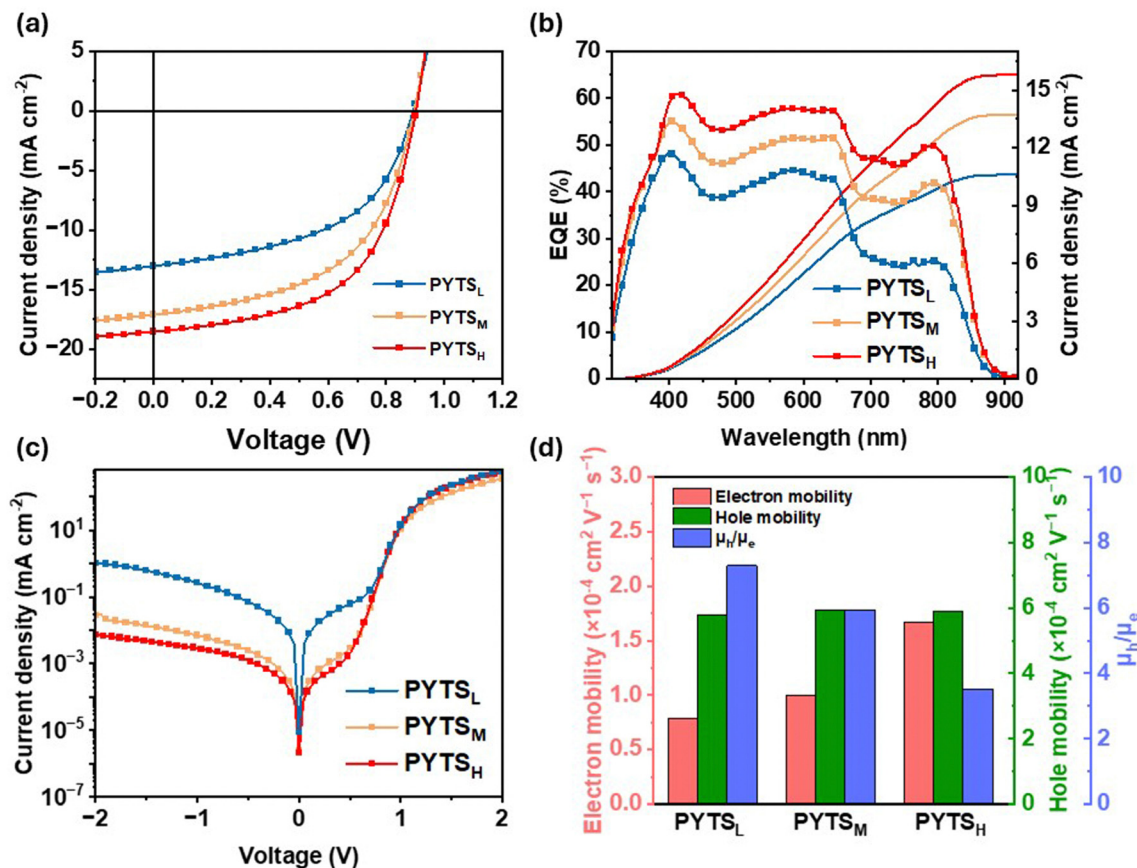 (a)
Current density (mA cm⁻²)
5
0
−5
−10
−15
−20
−0.2 0.0 0.2 0.4 0.6 0.8 1.0 1.2
Voltage (V)
PYTS_L
PYTS_M
PYTS_H
(b)
EQE (%)
70
60
50
40
30
20
10
0
400 500 600 700 800 900
Wavelength (nm)
15
12
9
6
3
0
Current density (mA cm⁻²)
PYTS_L
PYTS_M
PYTS_H
(c)
Current density (mA cm⁻²)
10¹
10⁻¹
10⁻³
10⁻⁵
10⁻⁷
−2 −1 0 1 2
Voltage (V)
PYTS_L
PYTS_M
PYTS_H
(d)
Electron mobility (×10⁻⁴ cm² V⁻¹ s⁻¹)
3.0
2.5
2.0
1.5
1.0
0.5
0.0
Electron mobility
Hole mobility
μ_h/μ_e
PYTS_L PYTS_M PYTS_H
10
8
6
4
2
0
Hole mobility (×10⁻⁴ cm² V⁻¹ s⁻¹)
10
8
6
4
2
0
μ_h/μ_e